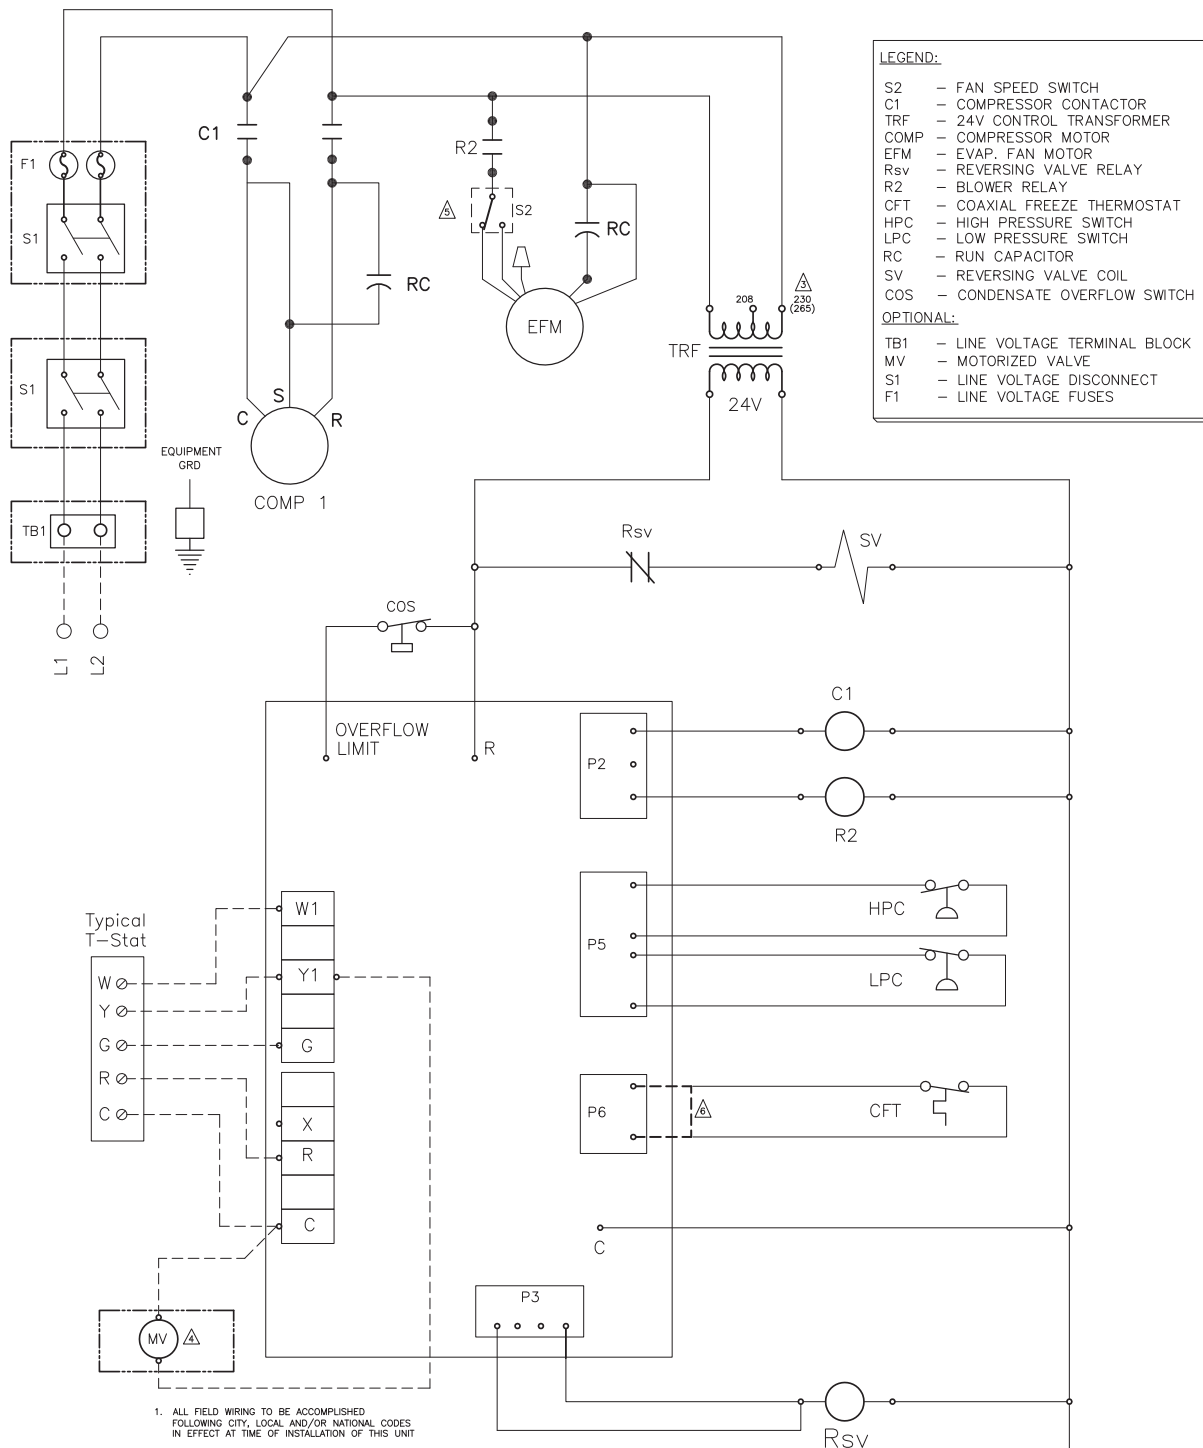 LEGEND:
S2 – FAN SPEED SWITCH
C1 – COMPRESSOR CONTACTOR
TRF – 24V CONTROL TRANSFORMER
COMP – COMPRESSOR MOTOR
EFM – EVAP. FAN MOTOR
Rsv – REVERSING VALVE RELAY
R2 – BLOWER RELAY
CFT – COAXIAL FREEZE THERMOSTAT
HPC – HIGH PRESSURE SWITCH
LPC – LOW PRESSURE SWITCH
RC – RUN CAPACITOR
SV – REVERSING VALVE COIL
COS – CONDENSATE OVERFLOW SWITCH
OPTIONAL:
TB1 – LINE VOLTAGE TERMINAL BLOCK
MV – MOTORIZED VALVE
S1 – LINE VOLTAGE DISCONNECT
F1 – LINE VOLTAGE FUSES
C1
R2
F1
S1
5
S2
RC
RC
EFM
3
208
230
(265)
TRF
24V
S1
S
C
R
COMP 1
EQUIPMENT
GRD
TB1
L1
L2
Rsv
SV
COS
OVERFLOW
LIMIT
R
C1
P2
R2
W1
Y1
G
X
R
C
Typical
T–Stat
W
Y
G
R
C
P5
HPC
LPC
P6
6
CFT
C
P3
MV
4
Rsv
1. ALL FIELD WIRING TO BE ACCOMPLISHED
FOLLOWING CITY, LOCAL AND/OR NATIONAL CODES
IN EFFECT AT TIME OF INSTALLATION OF THIS UNIT